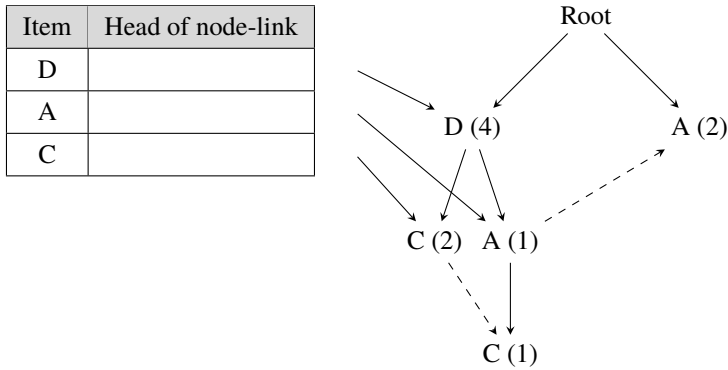 Item Head of node-link
D
A
C
Root
D (4)
A (2)
C (2) A (1)
C (1)